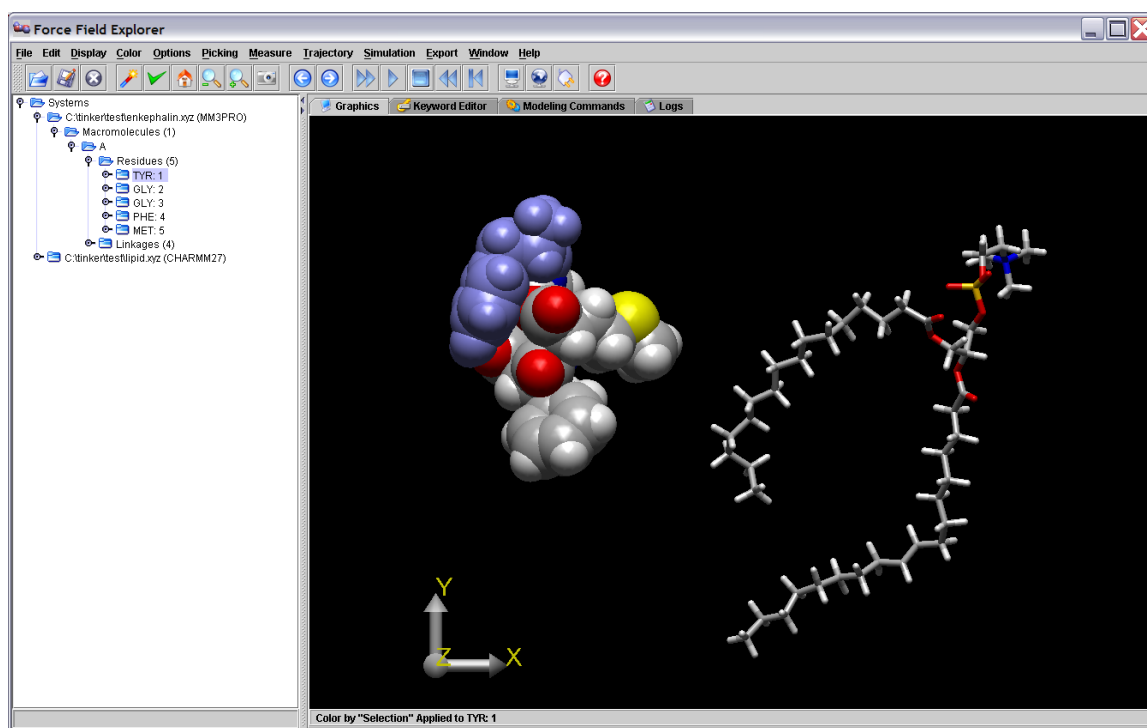 Force Field Explorer
File Edit Display Color Options Picking Measure Trajectory Simulation Export Window Help
Graphics Keyword Editor Modeling Commands Logs
Systems
C:\tinker\test\enkephalin.xyz (MM3PRO)
Macromolecules (1)
A
Residues (5)
TYR: 1
GLY: 2
GLY: 3
PHE: 4
MET: 5
Linkages (4)
C:\tinker\test\lipid.xyz (CHARMM27)
Y
Z X
Color by "Selection" Applied to TYR: 1